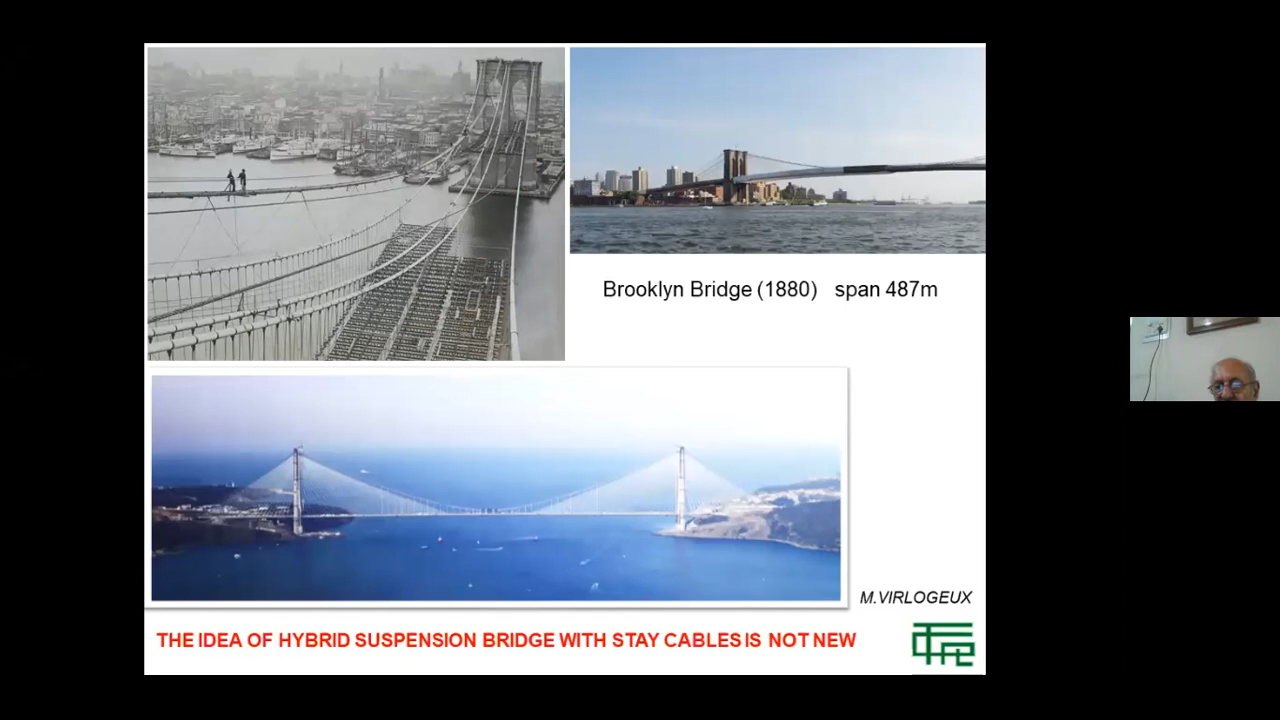 Brooklyn Bridge (1880) span 487m
M.VIRLOGEUX
THE IDEA OF HYBRID SUSPENSION BRIDGE WITH STAY CABLES IS NOT NEW